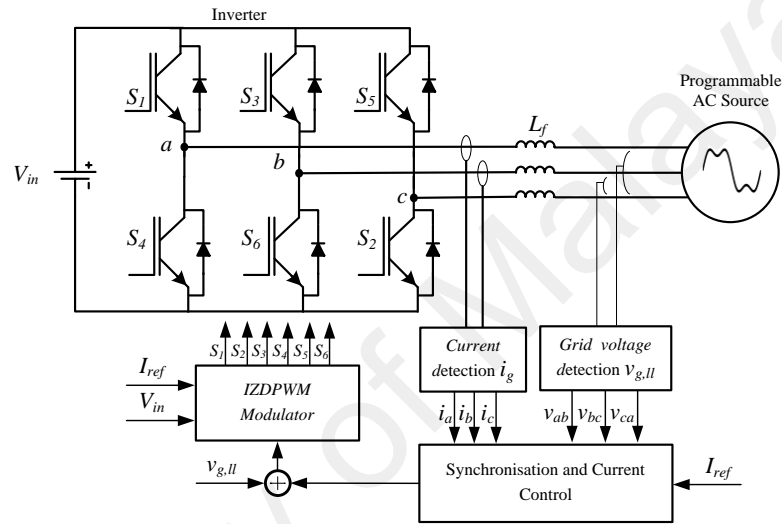 Inverter
Programmable
AC Source
S1
S3
S5
Lf
a
b
c
Vin
S4
S6
S2
S1 S2 S3 S4 S5 S6
Current
detection ig
Grid voltage
detection vg,ll
Iref
Vin
IZDPWM
Modulator
ia ib ic
vab vbc vca
vg,ll
Synchronisation and Current
Control
Iref
of Malaya